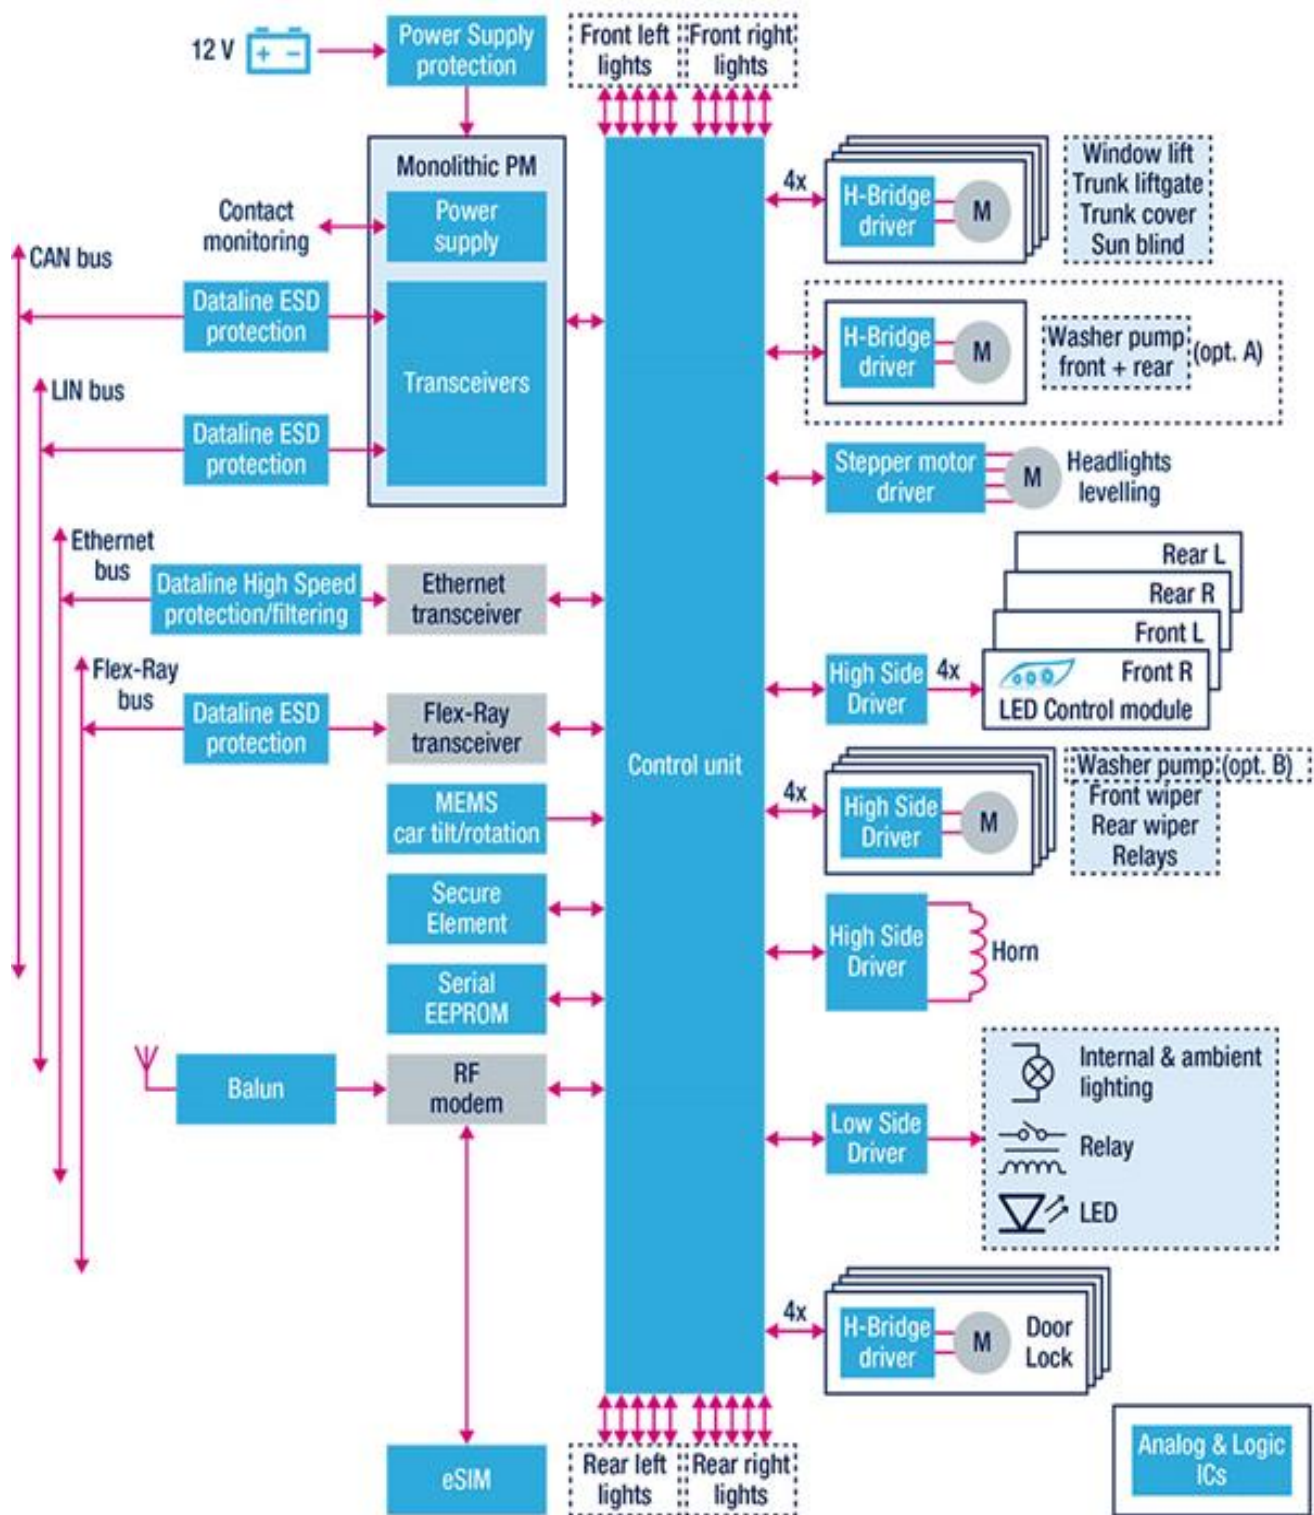 12 V
+ -
Power Supply
protection
Front left
lights
Front right
lights
Monolithic PM
Power
supply
Contact
monitoring
CAN bus
Dataline ESD
protection
Transceivers
LIN bus
Dataline ESD
protection
Ethernet
bus
Dataline High Speed
protection/filtering
Ethernet
transceiver
Flex-Ray
bus
Dataline ESD
protection
Flex-Ray
transceiver
MEMS
car tilt/rotation
Secure
Element
Serial
EEPROM
Balun
RF
modem
eSIM
Control unit
Rear left
lights
Rear right
lights
4x
H-Bridge
driver
M
Window lift
Trunk liftgate
Trunk cover
Sun blind
H-Bridge
driver
M
Washer pump
front + rear
(opt. A)
Stepper motor
driver
M
Headlights
levelling
High Side
Driver
4x
Rear L
Rear R
Front L
Front R
LED Control module
4x
High Side
Driver
M
Washer pump (opt. B)
Front wiper
Rear wiper
Relays
High Side
Driver
Horn
Low Side
Driver
Internal & ambient
lighting
Relay
LED
4x
H-Bridge
driver
M
Door
Lock
Analog & Logic
ICs